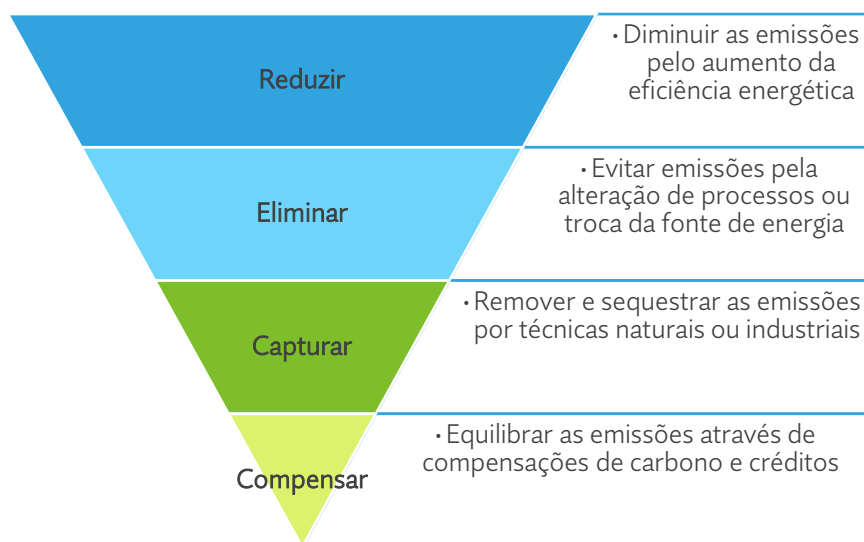 Reduzir
• Diminuir as emissões
pelo aumento da
eficiência energética
Eliminar
• Evitar emissões pela
alteração de processos ou
troca da fonte de energia
Capturar
• Remover e sequestrar as emissões
por técnicas naturais ou industriais
Compensar
• Equilibrar as emissões através de
compensações de carbono e créditos